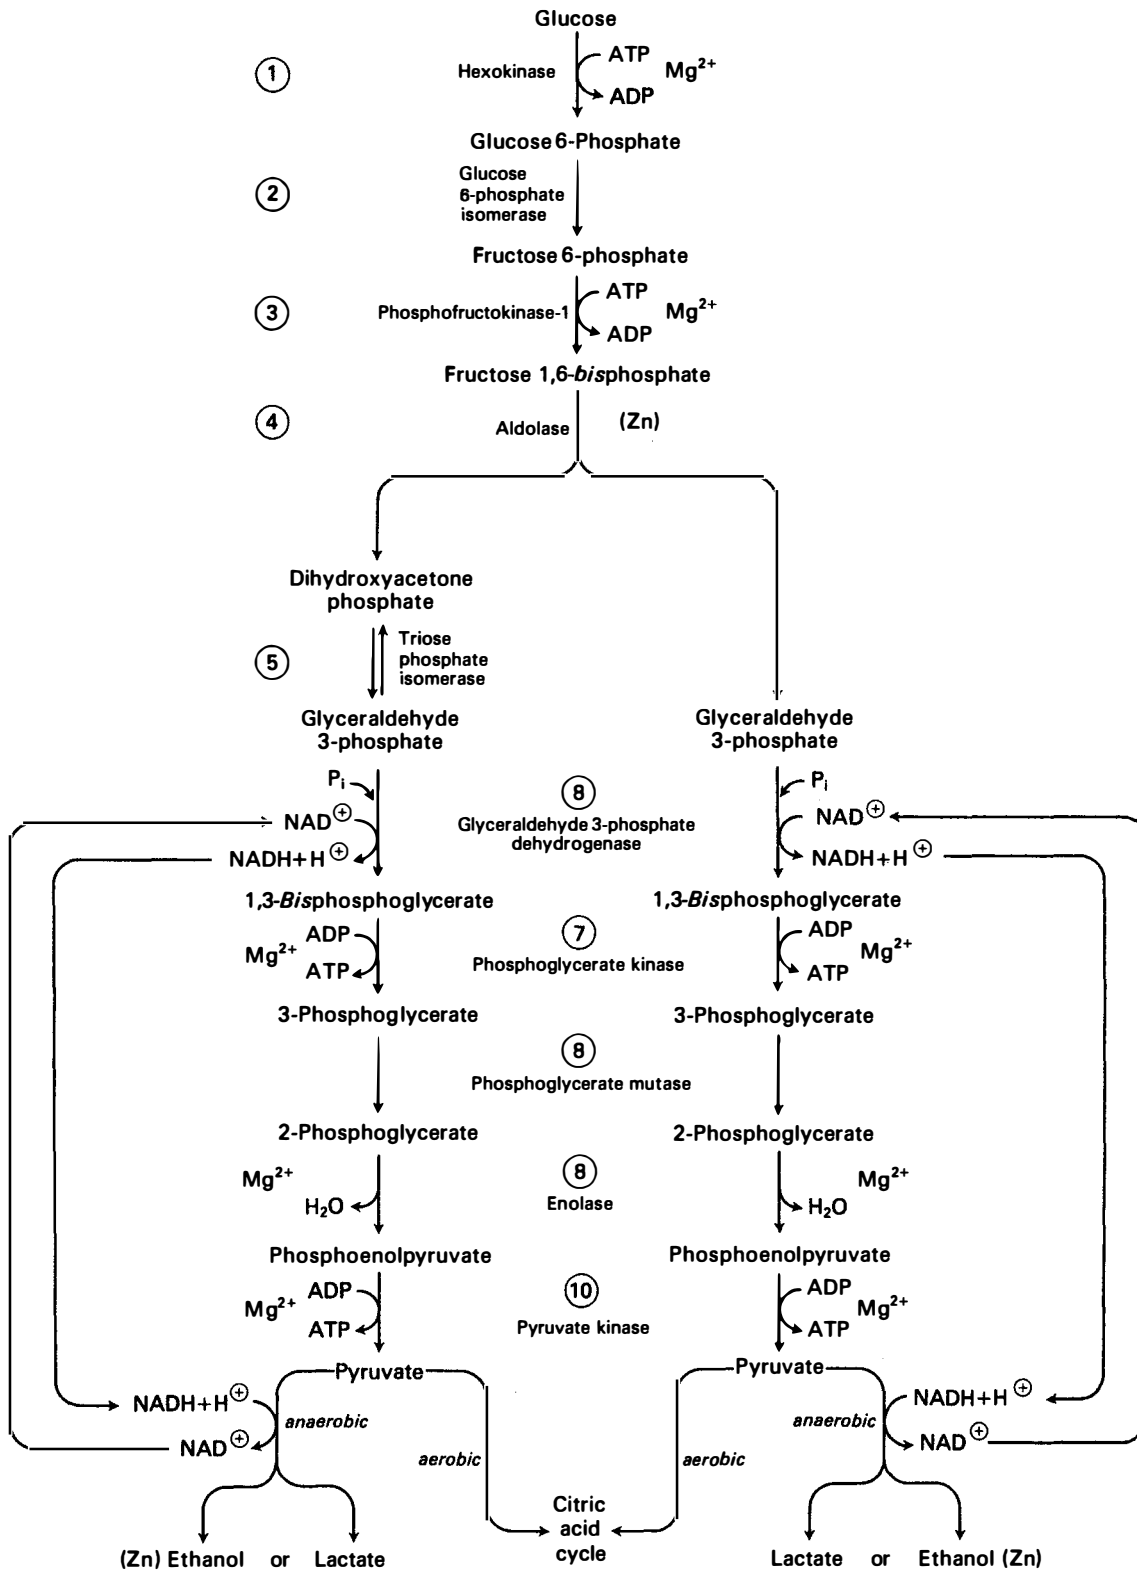 Glucose
① Hexokinase ATP Mg²⁺
ADP
Glucose 6-Phosphate
② Glucose
6-phosphate
isomerase
Fructose 6-phosphate
③ Phosphofructokinase-1 ATP Mg²⁺
ADP
Fructose 1,6-bisphosphate
④ Aldolase (Zn)
Dihydroxyacetone
phosphate
⑤ Triose
phosphate
isomerase
Glyceraldehyde
3-phosphate
Glyceraldehyde
3-phosphate
Pᵢ
NAD⊕
NADH+H⊕
⑧
Glyceraldehyde 3-phosphate
dehydrogenase
Pᵢ
NAD⊕
NADH+H⊕
1,3-Bisphosphoglycerate
1,3-Bisphosphoglycerate
Mg²⁺ ADP
ATP
⑦
Phosphoglycerate kinase
ADP Mg²⁺
ATP
3-Phosphoglycerate
3-Phosphoglycerate
⑧
Phosphoglycerate mutase
2-Phosphoglycerate
2-Phosphoglycerate
Mg²⁺
H₂O
⑧
Enolase
Mg²⁺
H₂O
Phosphoenolpyruvate
Phosphoenolpyruvate
Mg²⁺ ADP
ATP
⑩
Pyruvate kinase
ADP Mg²⁺
ATP
Pyruvate
Pyruvate
NADH+H⊕
anaerobic
NAD⊕
aerobic
NADH+H⊕
anaerobic
NAD⊕
aerobic
Citric
acid
cycle
(Zn) Ethanol or Lactate
Lactate or Ethanol (Zn)